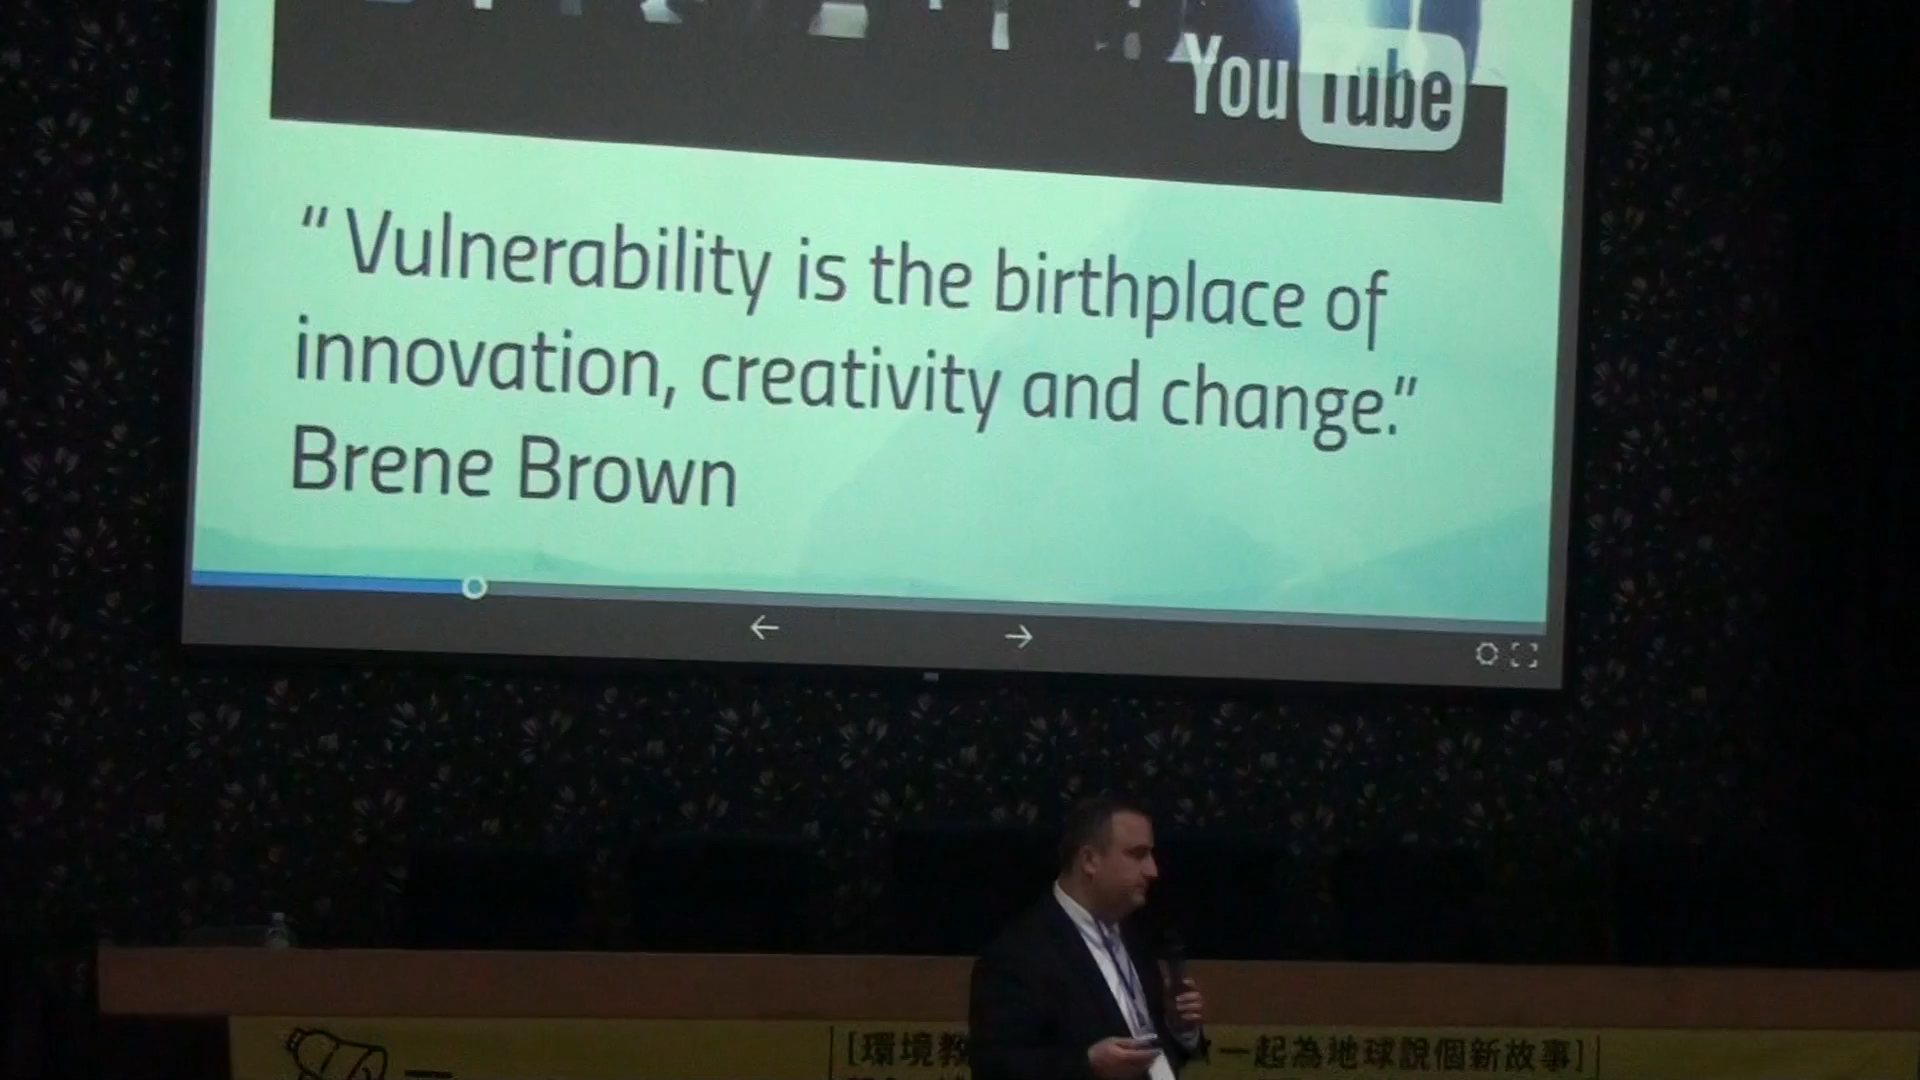 YouTube
“ Vulnerability is the birthplace of
innovation, creativity and change.”
Brene Brown
[環境教
一起為地球說個新故事]